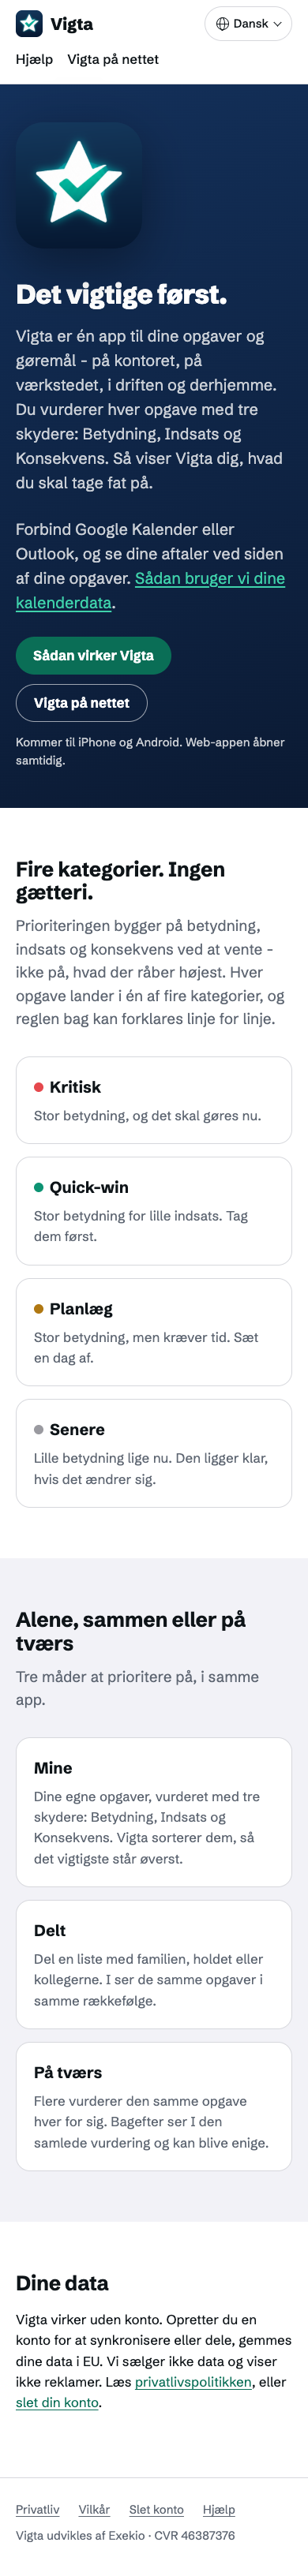 Vigta
Dansk
Hjælp Vigta på nettet
Det vigtige først.
Vigta er én app til dine opgaver og
gøremål - på kontoret, på
værkstedet, i driften og derhjemme.
Du vurderer hver opgave med tre
skydere: Betydning, Indsats og
Konsekvens. Så viser Vigta dig, hvad
du skal tage fat på.
Forbind Google Kalender eller
Outlook, og se dine aftaler ved siden
af dine opgaver. Sådan bruger vi dine
kalenderdata.
Sådan virker Vigta
Vigta på nettet
Kommer til iPhone og Android. Web-appen åbner
samtidig.
Fire kategorier. Ingen
gætteri.
Prioriteringen bygger på betydning,
indsats og konsekvens ved at vente -
ikke på, hvad der råber højest. Hver
opgave lander i én af fire kategorier, og
reglen bag kan forklares linje for linje.
Kritisk
Stor betydning, og det skal gøres nu.
Quick-win
Stor betydning for lille indsats. Tag
dem først.
Planlæg
Stor betydning, men kræver tid. Sæt
en dag af.
Senere
Lille betydning lige nu. Den ligger klar,
hvis det ændrer sig.
Alene, sammen eller på
tværs
Tre måder at prioritere på, i samme
app.
Mine
Dine egne opgaver, vurderet med tre
skydere: Betydning, Indsats og
Konsekvens. Vigta sorterer dem, så
det vigtigste står øverst.
Delt
Del en liste med familien, holdet eller
kollegerne. I ser de samme opgaver i
samme rækkefølge.
På tværs
Flere vurderer den samme opgave
hver for sig. Bagefter ser I den
samlede vurdering og kan blive enige.
Dine data
Vigta virker uden konto. Opretter du en
konto for at synkronisere eller dele, gemmes
dine data i EU. Vi sælger ikke data og viser
ikke reklamer. Læs privatlivspolitikken, eller
slet din konto.
Privatliv Vilkår Slet konto Hjælp
Vigta udvikles af Exekio · CVR 46387376